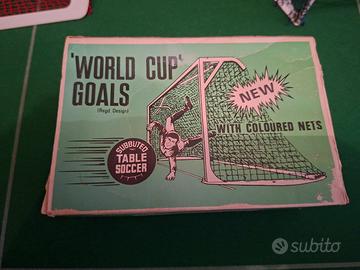 'WORLD CUP'
GOALS
(Regd Design)
NEW
WITH COLOURED NETS
SUBBUTEO
TABLE
SOCCER
subito